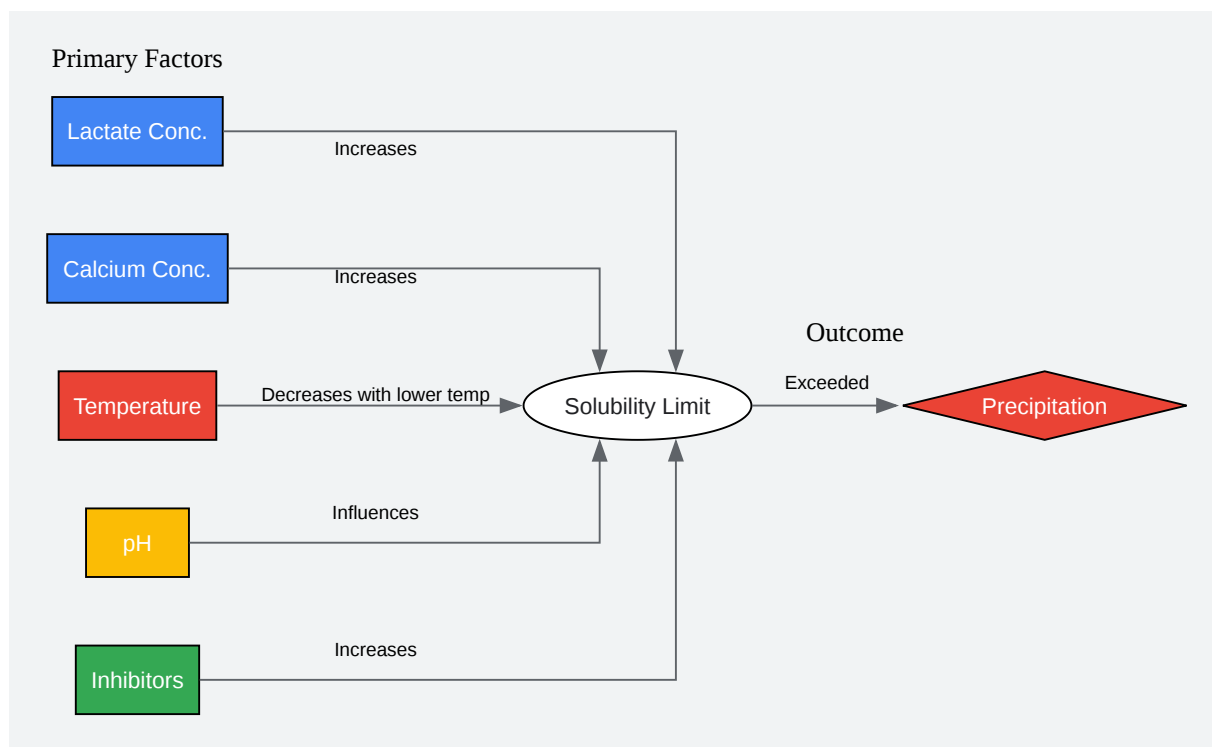 Primary Factors
Lactate Conc.
Increases
Calcium Conc.
Increases
Outcome
Exceeded
Temperature
Decreases with lower temp
Solubility Limit
Precipitation
Influences
pH
Increases
Inhibitors